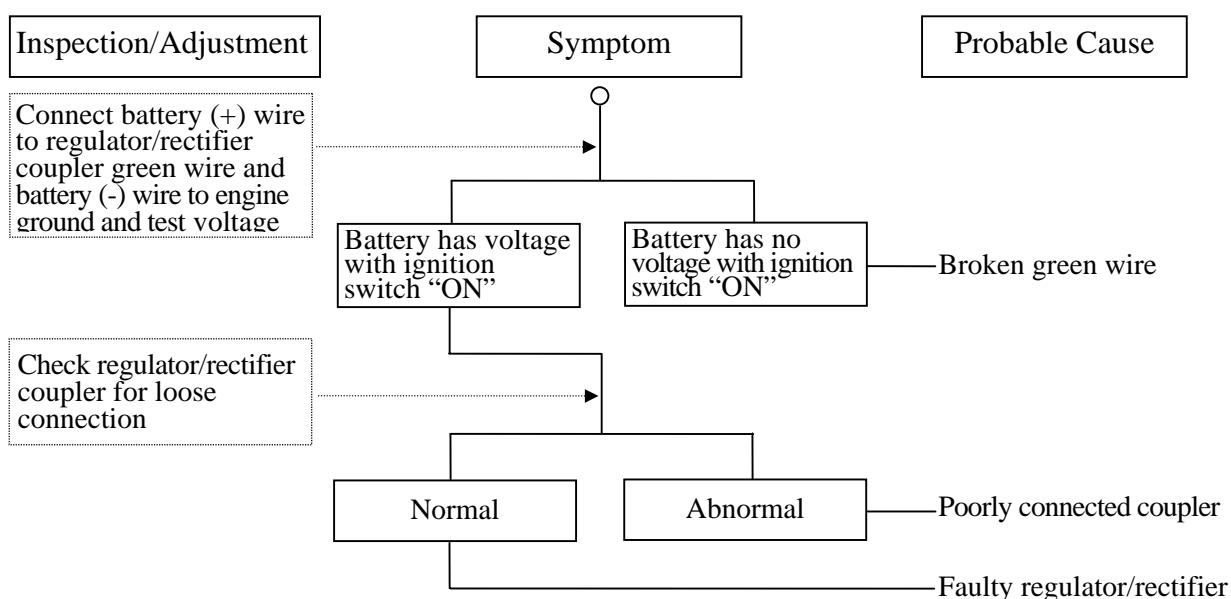 Inspection/Adjustment
Symptom
Probable Cause
Connect battery (+) wire
to regulator/rectifier
coupler green wire and
battery (-) wire to engine
ground and test voltage
Battery has voltage
with ignition
switch “ON”
Battery has no
voltage with ignition
switch “ON”
Broken green wire
Check regulator/rectifier
coupler for loose
connection
Normal
Abnormal
Poorly connected coupler
Faulty regulator/rectifier